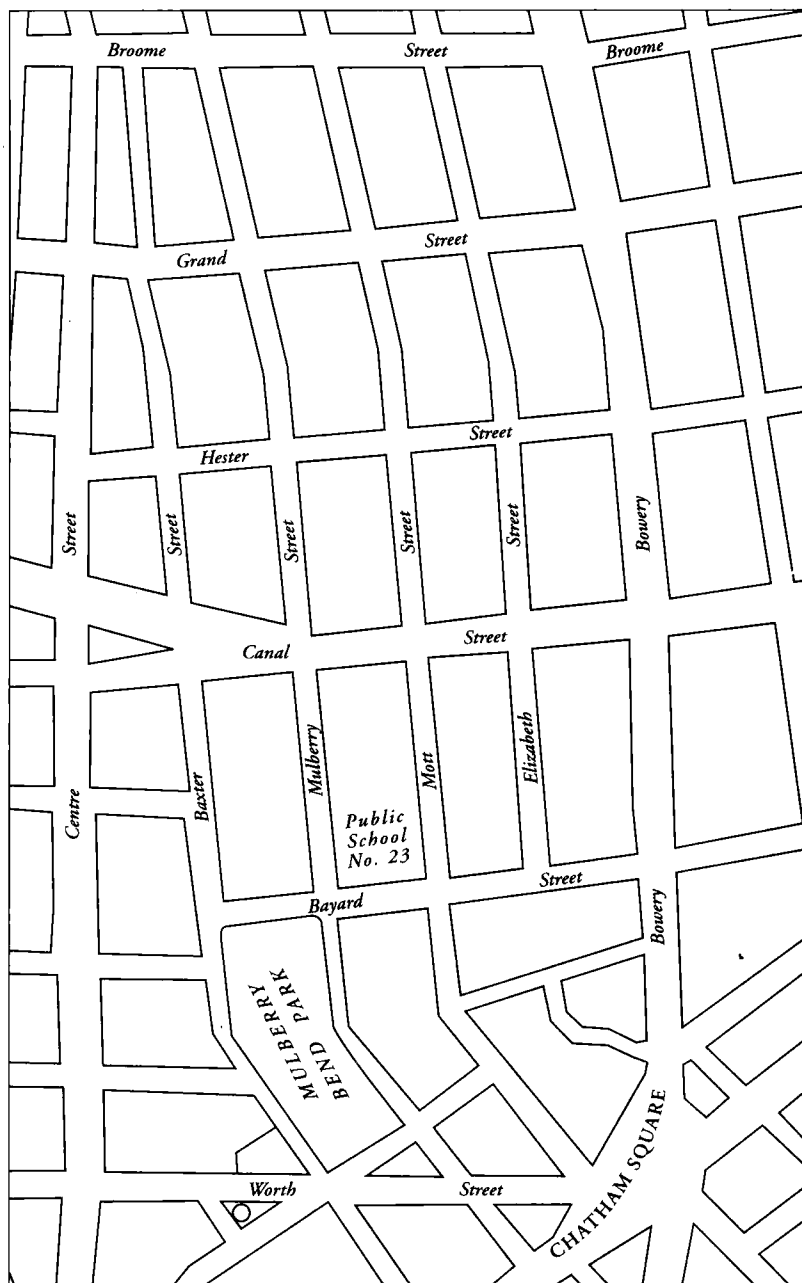 Broome Street Broome
Grand Street
Hester Street
Street
Street
Street
Street
Street
Bowery
Canal Street
Centre
Baxter
Mulberry
Mott
Elizabeth
Public
School
No. 23
Bayard Street
Bowery
MULBERRY
BEND PARK
CHATHAM SQUARE
Worth Street